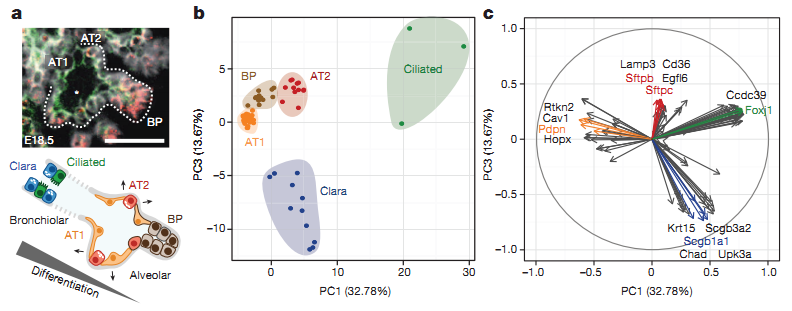 a
AT2
AT1
*
BP
E18.5
Clara
Ciliated
AT2
BP
Bronchiolar
AT1
Alveolar
Differentiation
b
PC3 (13.67%)
5
0
−5
−10
BP
AT2
AT1
Ciliated
Clara
0
10
20
30
PC1 (32.78%)
c
PC3 (13.67%)
1.0
0.5
0
−0.5
−1.0
Lamp3 Cd36
Sftpb Egfl6
Sftpc
Ccdc39
Foxj1
Rtkn2
Cav1
Pdpn
Hopx
Krt15 Scgb3a2
Scgb1a1
Chad Upk3a
−1.0
−0.5
0
0.5
1.0
PC1 (32.78%)